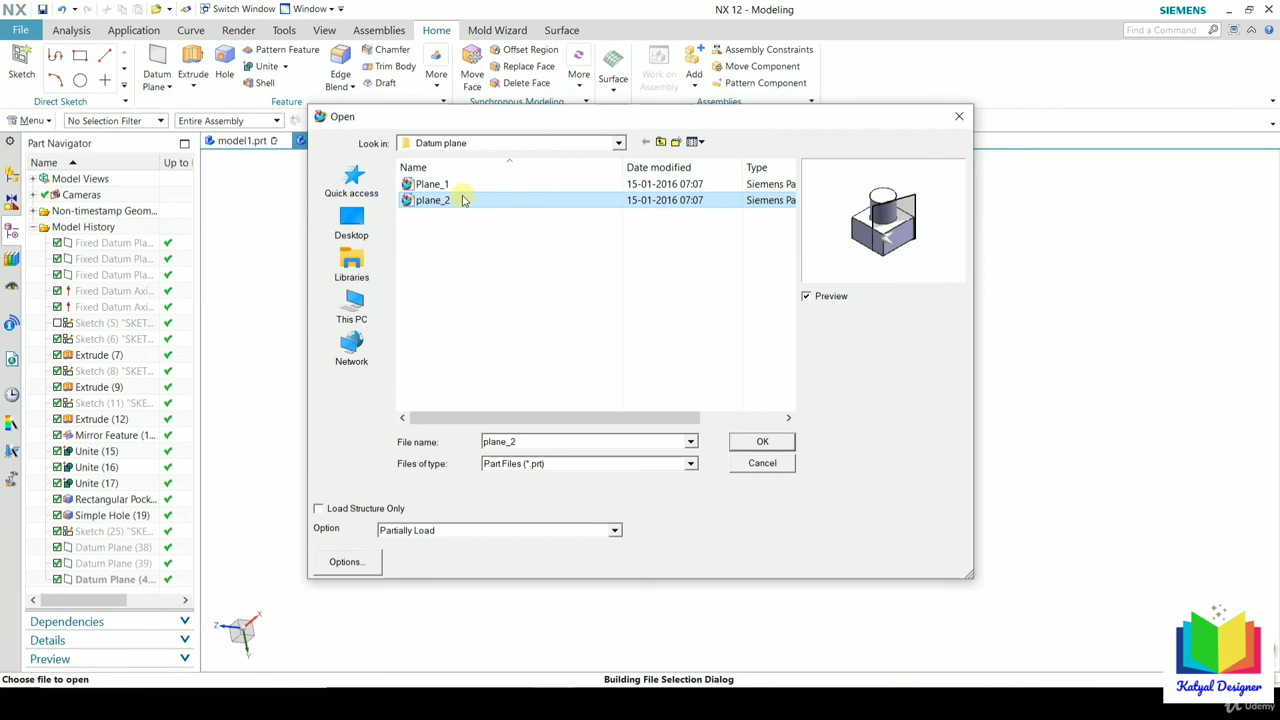 NX
Switch Window
Window
NX 12 - Modeling
SIEMENS
File
Analysis
Application
Curve
Render
Tools
View
Assemblies
Home
Mold Wizard
Surface
Find a Command
Sketch
Direct Sketch
Datum Plane
Extrude
Hole
Pattern Feature
Unite
Shell
Edge Blend
Chamfer
Trim Body
Draft
More
Feature
Move Face
Offset Region
Replace Face
Delete Face
More
Synchronous Modeling
Surface
Work on Assembly
Add
Assembly Constraints
Move Component
Pattern Component
Assemblies
Menu
No Selection Filter
Entire Assembly
Part Navigator
Name
Up to
Model Views
Cameras
Non-timestamp Geom...
Model History
Fixed Datum Pla...
Fixed Datum Pla...
Fixed Datum Pla...
Fixed Datum Axi...
Fixed Datum Axi...
Sketch (5) "SKET...
Sketch (6) "SKET...
Extrude (7)
Sketch (8) "SKET...
Extrude (9)
Sketch (11) "SKE...
Extrude (12)
Mirror Feature (1...
Unite (15)
Unite (16)
Unite (17)
Rectangular Pock...
Simple Hole (19)
Sketch (25) "SKE...
Datum Plane (38)
Datum Plane (39)
Datum Plane (4...
Dependencies
Details
Preview
model1.prt
Open
Look in:
Datum plane
Quick access
Desktop
Libraries
This PC
Network
Name
Date modified
Type
Plane_1
15-01-2016 07:07
Siemens Pa
plane_2
15-01-2016 07:07
Siemens Pa
Preview
File name:
plane_2
OK
Files of type:
Part Files (*.prt)
Cancel
Load Structure Only
Option
Partially Load
Options...
X
Z
Y
Choose file to open
Building File Selection Dialog
Katyal Designer
Udemy